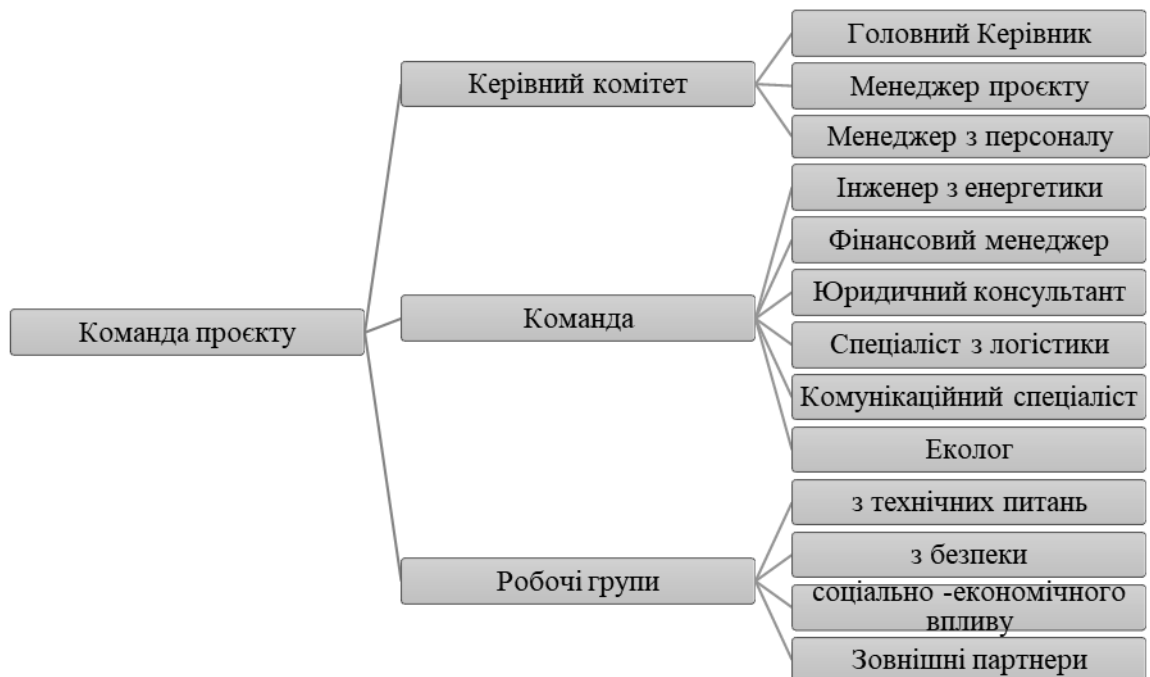 Команда проєкту
Керівний комітет
Головний Керівник
Менеджер проєкту
Менеджер з персоналу
Команда
Інженер з енергетики
Фінансовий менеджер
Юридичний консультант
Спеціаліст з логістики
Комунікаційний спеціаліст
Еколог
Робочі групи
з технічних питань
з безпеки
соціально -економічного
впливу
Зовнішні партнери